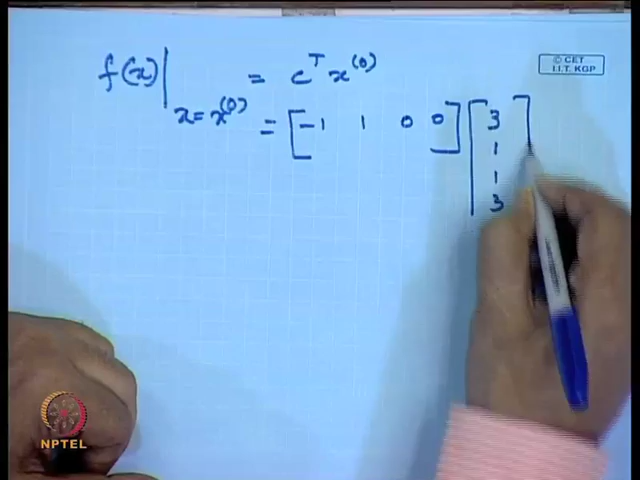 f(x)| = c^T x^(0)
x = x^(0)
= [-1 1 0 0] [3
1
1
3
© CET
I.I.T. KGP
NPTEL